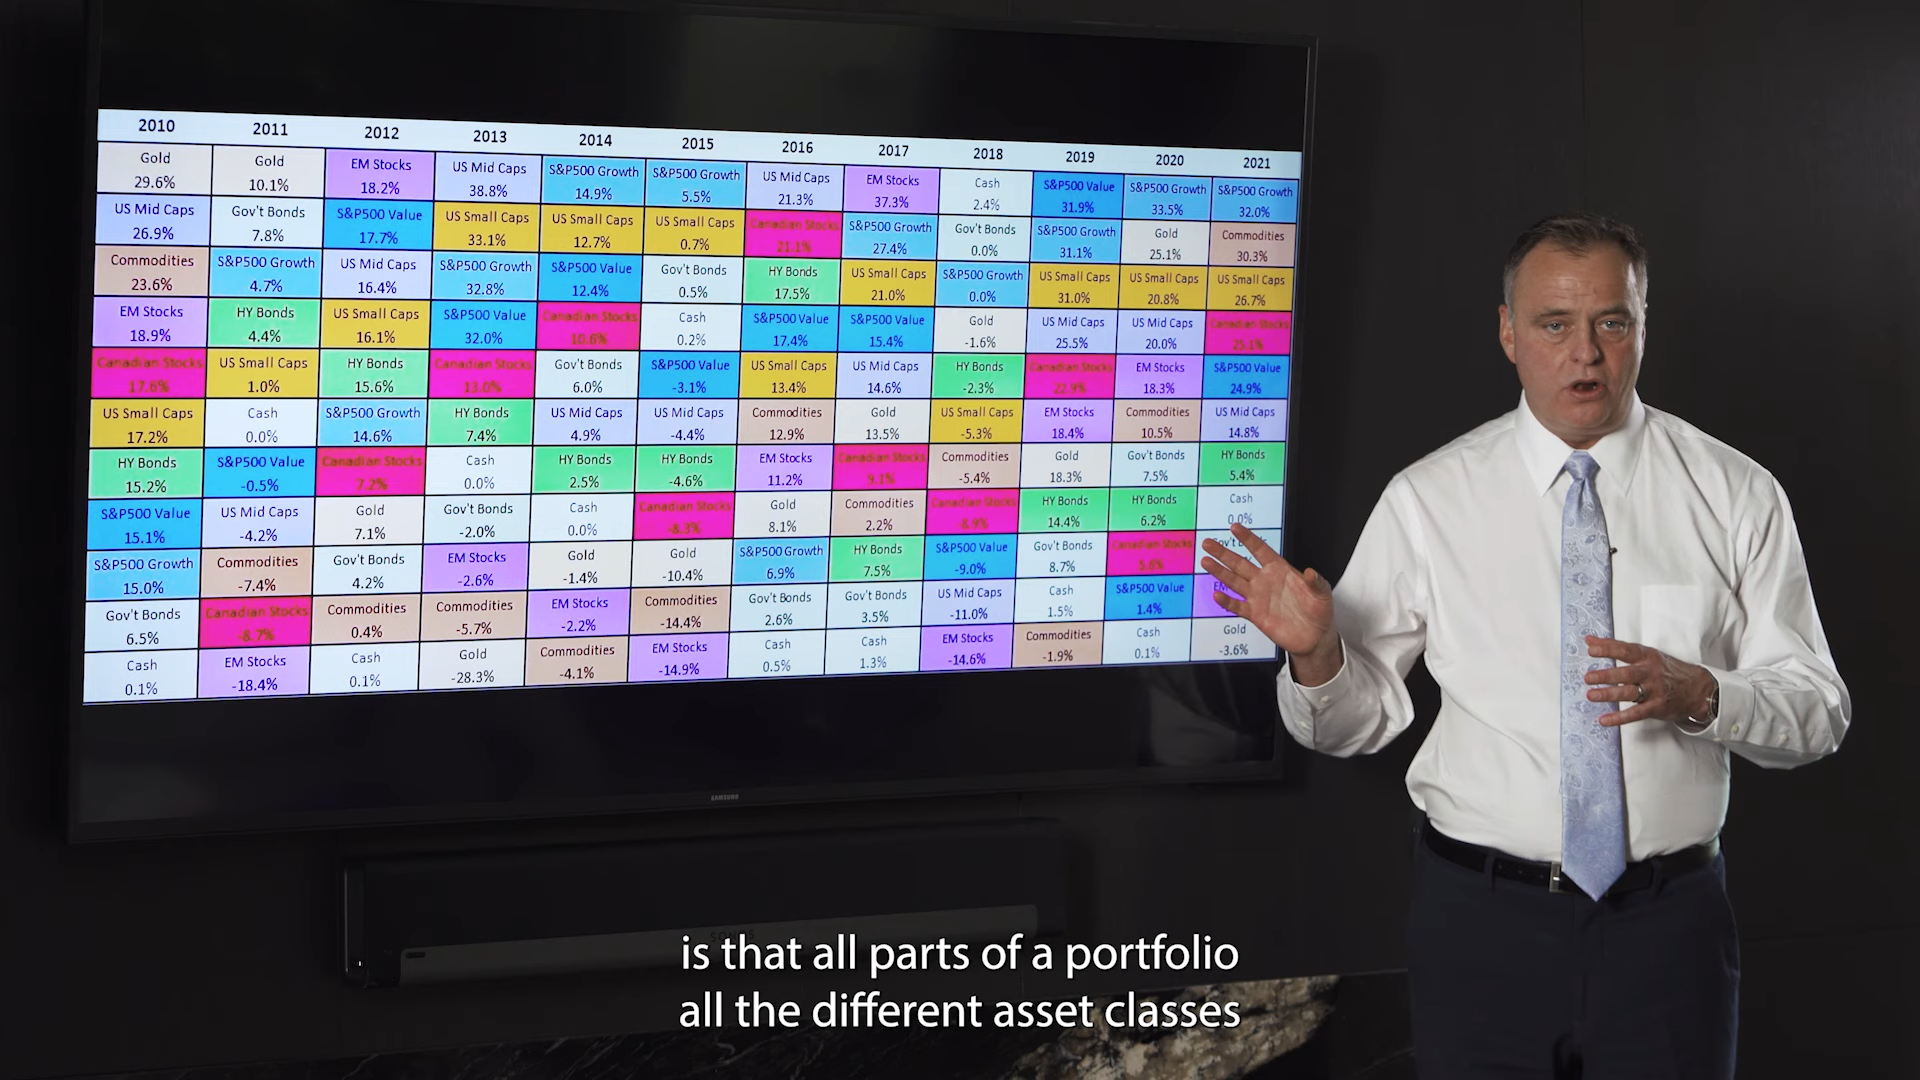 2010 2011 2012 2013 2014 2015 2016 2017 2018 2019 2020 2021
Gold Gold EM Stocks US Mid Caps S&P500 Growth S&P500 Growth US Mid Caps EM Stocks Cash S&P500 Value S&P500 Growth S&P500 Growth
29.6% 10.1% 18.2% 38.8% 14.9% 5.5% 21.3% 37.3% 2.4% 31.9% 33.5% 32.0%
US Mid Caps Gov't Bonds S&P500 Value US Small Caps US Small Caps US Small Caps Canadian Stocks S&P500 Growth Gov't Bonds S&P500 Growth Gold Commodities
26.9% 7.8% 17.7% 33.1% 12.7% 0.7% 21.1% 27.4% 0.0% 31.1% 25.1% 30.3%
Commodities S&P500 Growth US Mid Caps S&P500 Growth S&P500 Value Gov't Bonds HY Bonds US Small Caps S&P500 Growth US Small Caps US Small Caps US Small Caps
23.6% 4.7% 16.4% 32.8% 12.4% 0.5% 17.5% 21.0% 0.0% 31.0% 20.8% 26.7%
EM Stocks HY Bonds US Small Caps S&P500 Value Canadian Stocks Cash S&P500 Value S&P500 Value Gold US Mid Caps US Mid Caps Canadian Stocks
18.9% 4.4% 16.1% 32.0% 10.6% 0.2% 17.4% 15.4% -1.6% 25.5% 20.0% 25.1%
Canadian Stocks US Small Caps HY Bonds Canadian Stocks Gov't Bonds S&P500 Value US Small Caps US Mid Caps HY Bonds Canadian Stocks EM Stocks S&P500 Value
17.6% 1.0% 15.6% 13.0% 6.0% -3.1% 13.4% 14.6% -2.3% 22.9% 18.3% 24.9%
US Small Caps Cash S&P500 Growth HY Bonds US Mid Caps US Mid Caps Commodities Gold US Small Caps EM Stocks Commodities US Mid Caps
17.2% 0.0% 14.6% 7.4% 4.9% -4.4% 12.9% 13.5% -5.3% 18.4% 10.5% 14.8%
HY Bonds S&P500 Value Canadian Stocks Cash HY Bonds HY Bonds EM Stocks Canadian Stocks Commodities Gold Gov't Bonds HY Bonds
15.2% -0.5% 7.2% 0.0% 2.5% -4.6% 11.2% 9.1% -5.4% 18.3% 7.5% 5.4%
S&P500 Value US Mid Caps Gold Gov't Bonds Cash Canadian Stocks Gold Commodities Canadian Stocks HY Bonds HY Bonds Cash
15.1% -4.2% 7.1% -2.0% 0.0% -8.3% 8.1% 2.2% -8.9% 14.4% 6.2% 0.0%
S&P500 Growth Commodities Gov't Bonds EM Stocks Gold Gold S&P500 Growth HY Bonds S&P500 Value Gov't Bonds Canadian Stocks
15.0% -7.4% 4.2% -2.6% -1.4% -10.4% 6.9% 7.5% -9.0% 8.7% 5.6%
Gov't Bonds Canadian Stocks Commodities Commodities EM Stocks Commodities Gov't Bonds Gov't Bonds US Mid Caps Cash S&P500 Value EM
6.5% -8.7% 0.4% -5.7% -2.2% -14.4% 2.6% 3.5% -11.0% 1.5% 1.4%
Cash EM Stocks Cash Gold Commodities EM Stocks Cash Cash EM Stocks Commodities Cash Gold
0.1% -18.4% 0.1% -28.3% -4.1% -14.9% 0.5% 1.3% -14.6% -1.9% 0.1% -3.6%
SAMSUNG
SONOS
is that all parts of a portfolio
all the different asset classes